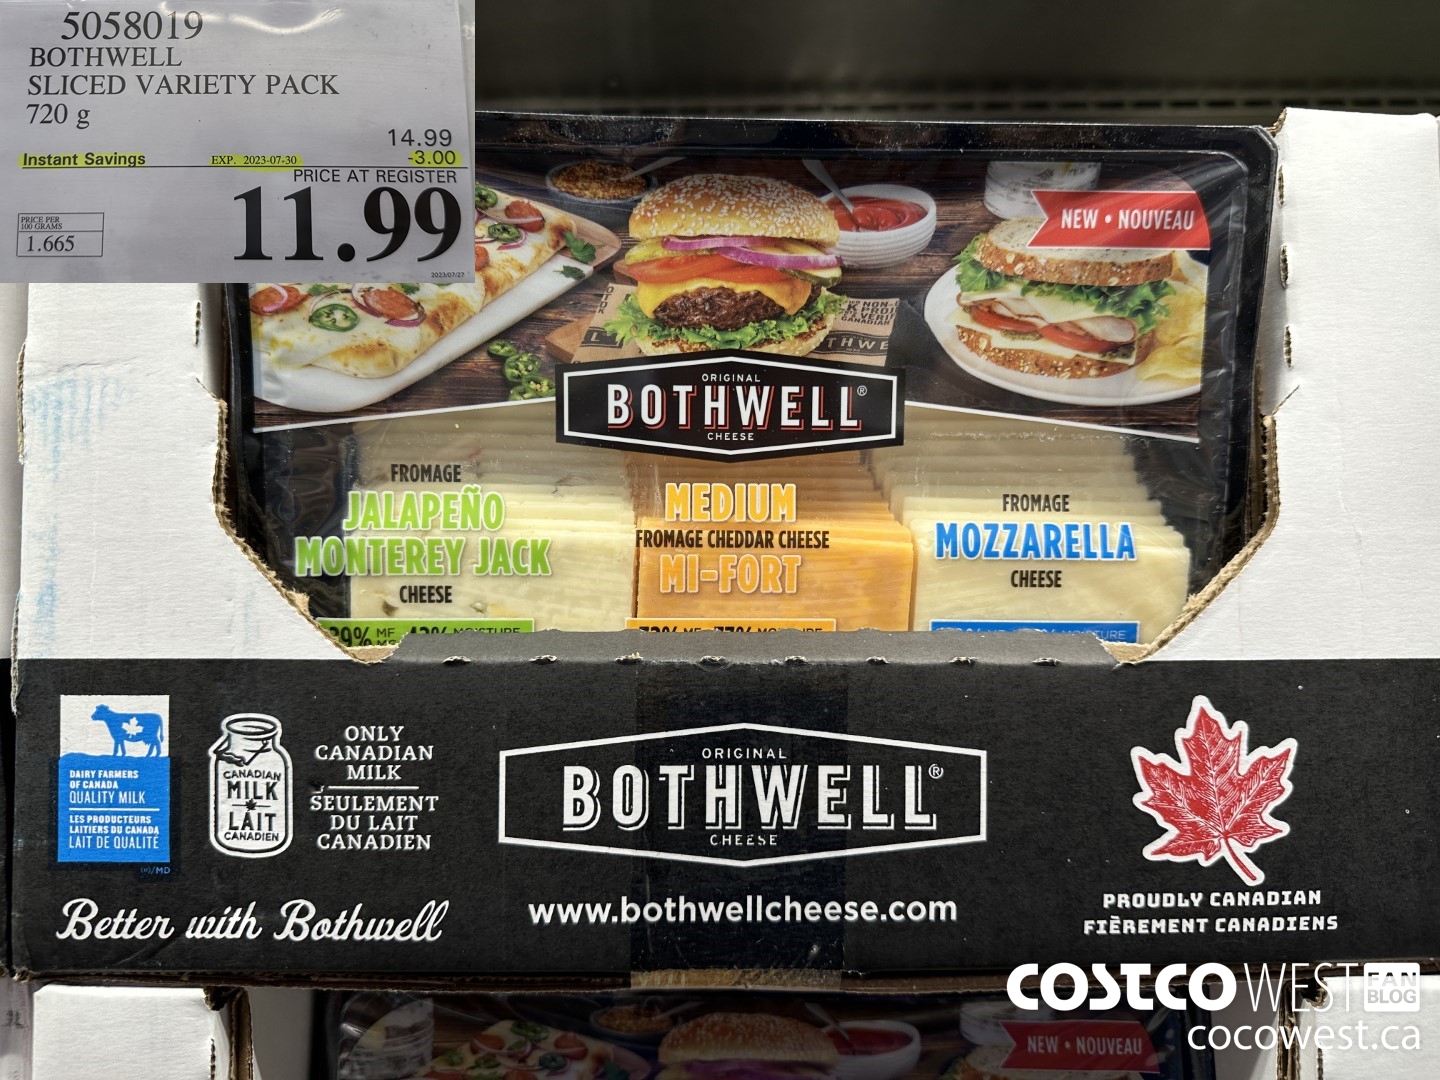 5058019
BOTHWELL
SLICED VARIETY PACK
720 g
14.99
Instant Savings EXP. 2023-07-30 -3.00
PRICE AT REGISTER
11.99
PRICE PER
100 GRAMS
1.665
2023/07/27
NEW • NOUVEAU
ORIGINAL
BOTHWELL®
CHEESE
FROMAGE
JALAPEÑO
MONTEREY JACK
CHEESE
MEDIUM
FROMAGE CHEDDAR CHEESE
MI-FORT
FROMAGE
MOZZARELLA
CHEESE
DAIRY FARMERS
OF CANADA
QUALITY MILK
LES PRODUCTEURS
LAITIERS DU CANADA
LAIT DE QUALITÉ
CANADIAN
MILK
LAIT
CANADIEN
ONLY
CANADIAN
MILK
SEULEMENT
DU LAIT
CANADIEN
ORIGINAL
BOTHWELL®
CHEESE
Better with Bothwell
www.bothwellcheese.com
PROUDLY CANADIAN
FIÈREMENT CANADIENS
NEW • NOUVEAU
COSTCO WEST FAN
BLOG
cocowest.ca